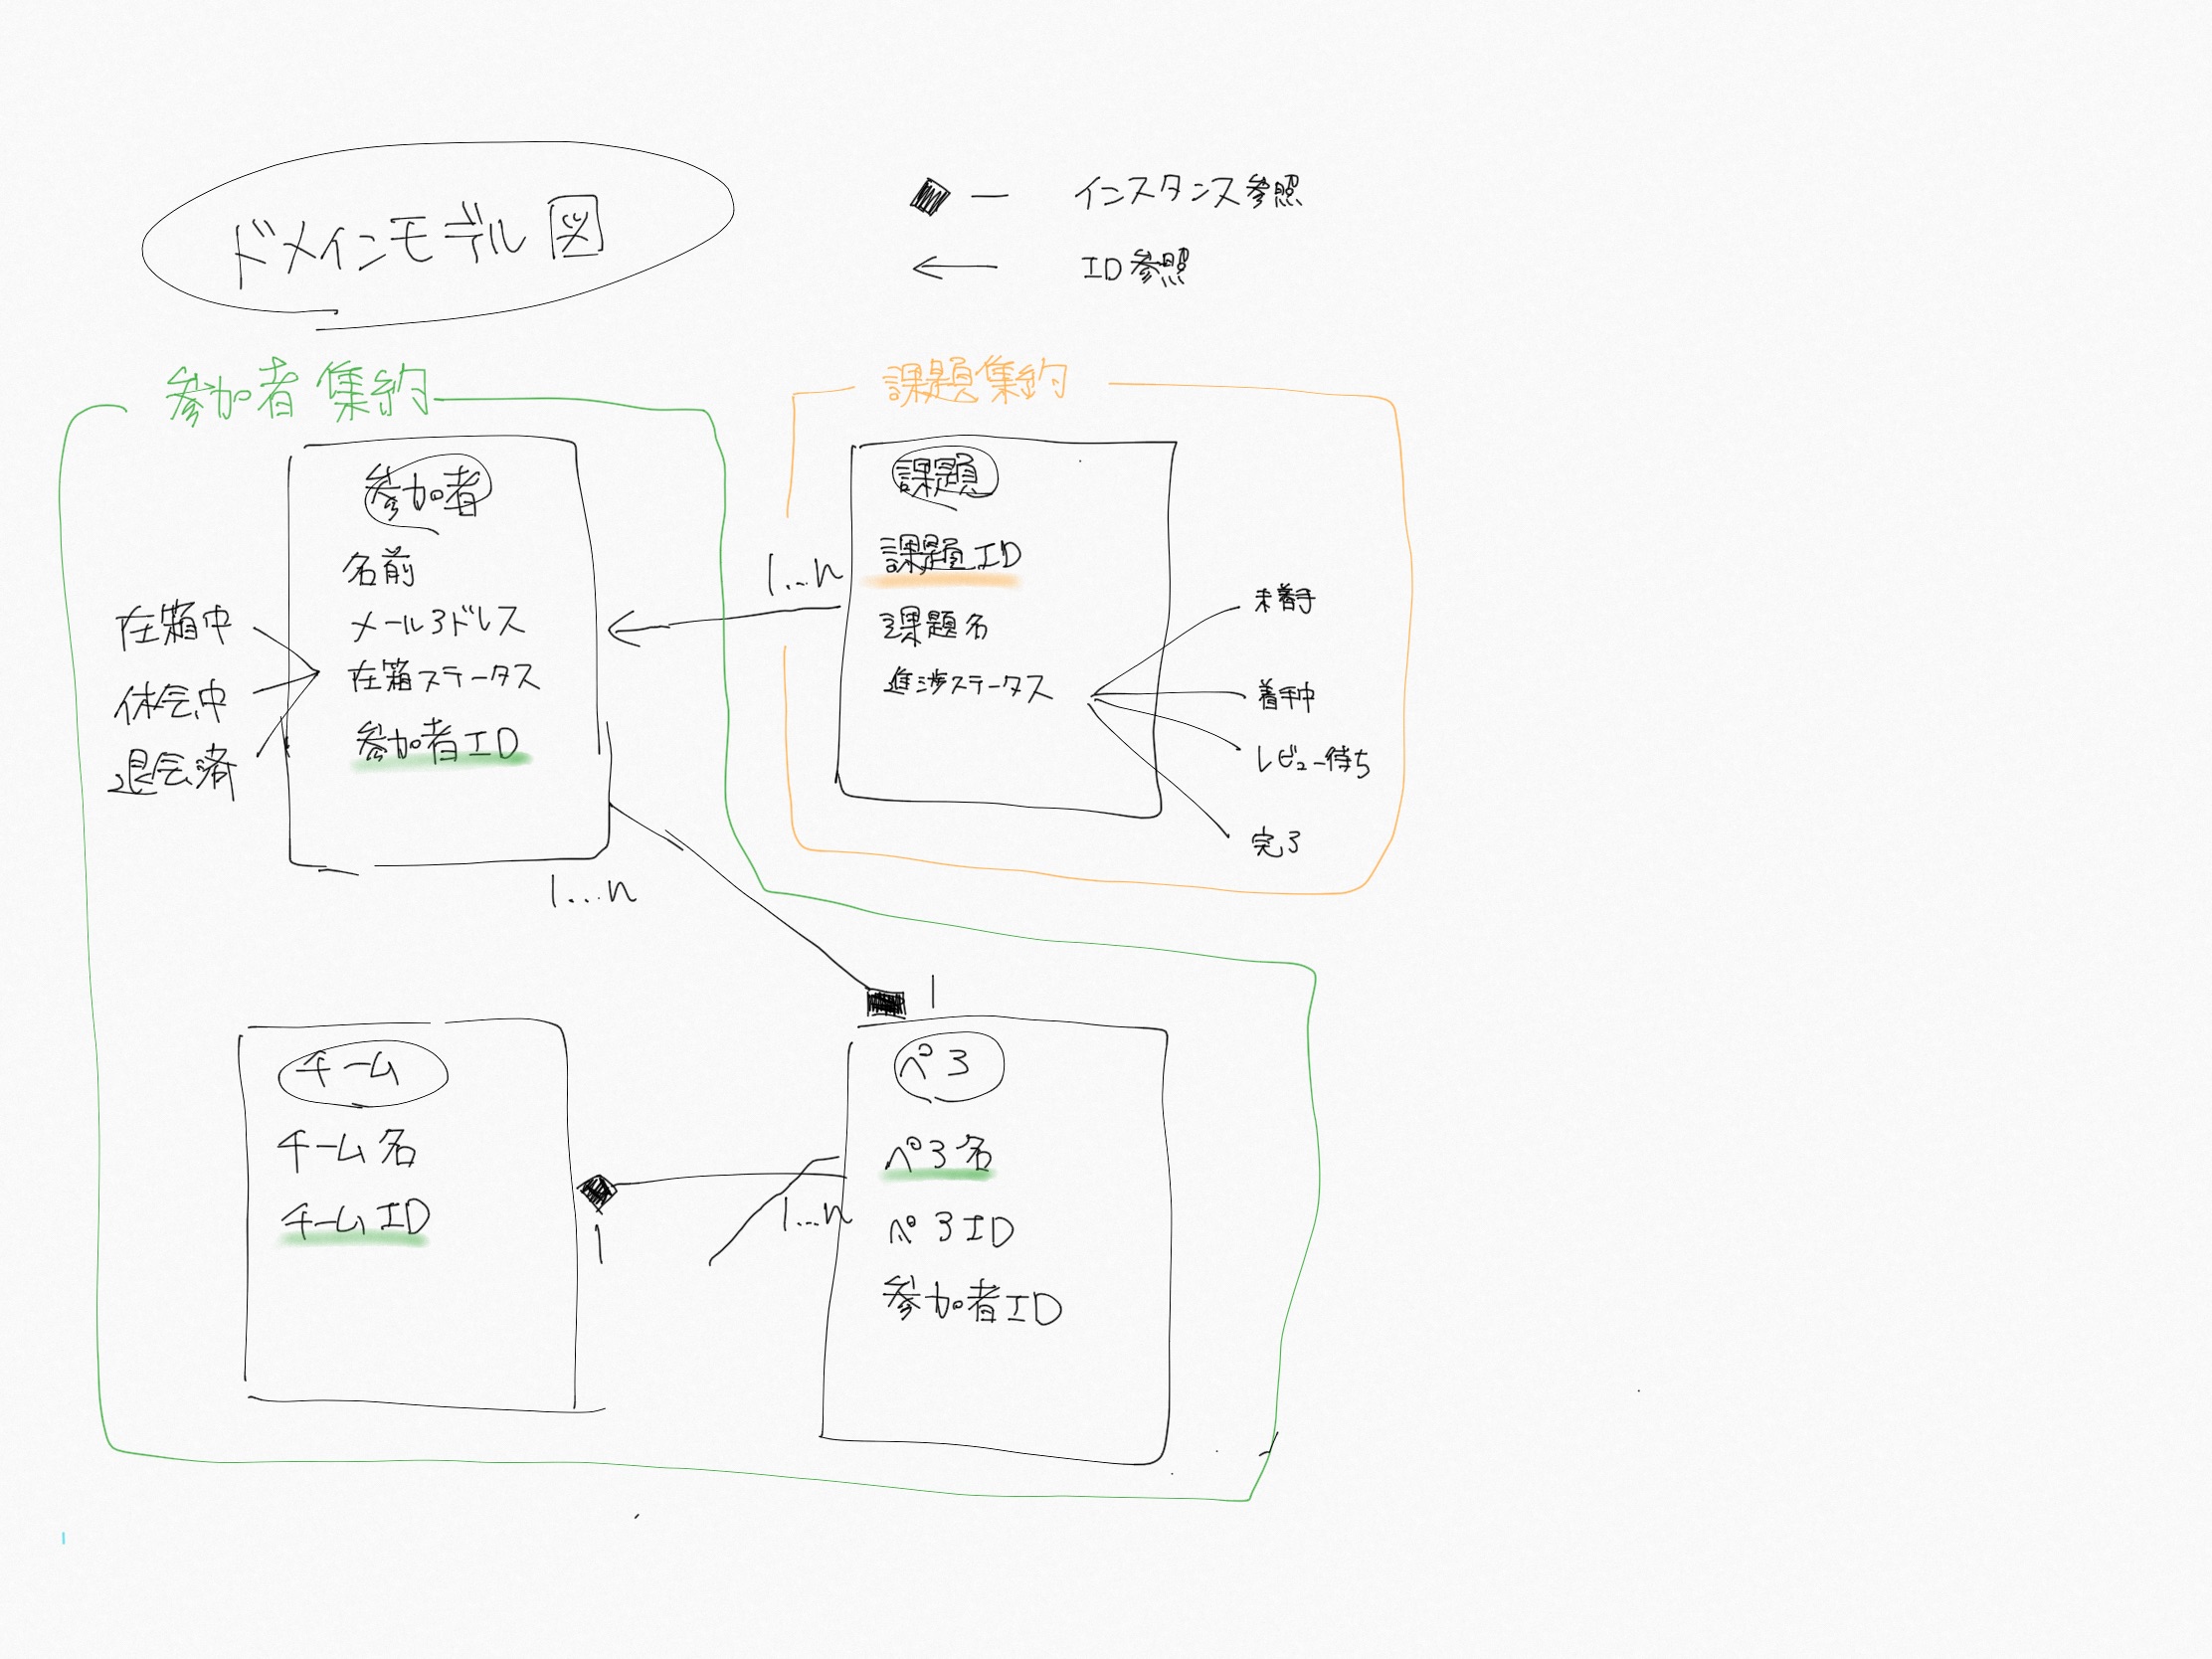 ドメインモデル図
インスタンス参照
ID参照
参加者集約
参加者
名前
メールアドレス
在籍ステータス
参加者ID
在籍中
休会中
退会済
1...n
課題集約
課題
課題ID
課題名
進捗ステータス
未着手
着手中
レビュー待ち
完了
1...n
チーム
チーム名
チームID
1
1...n
1
ペア
ペア名
ペアID
参加者ID